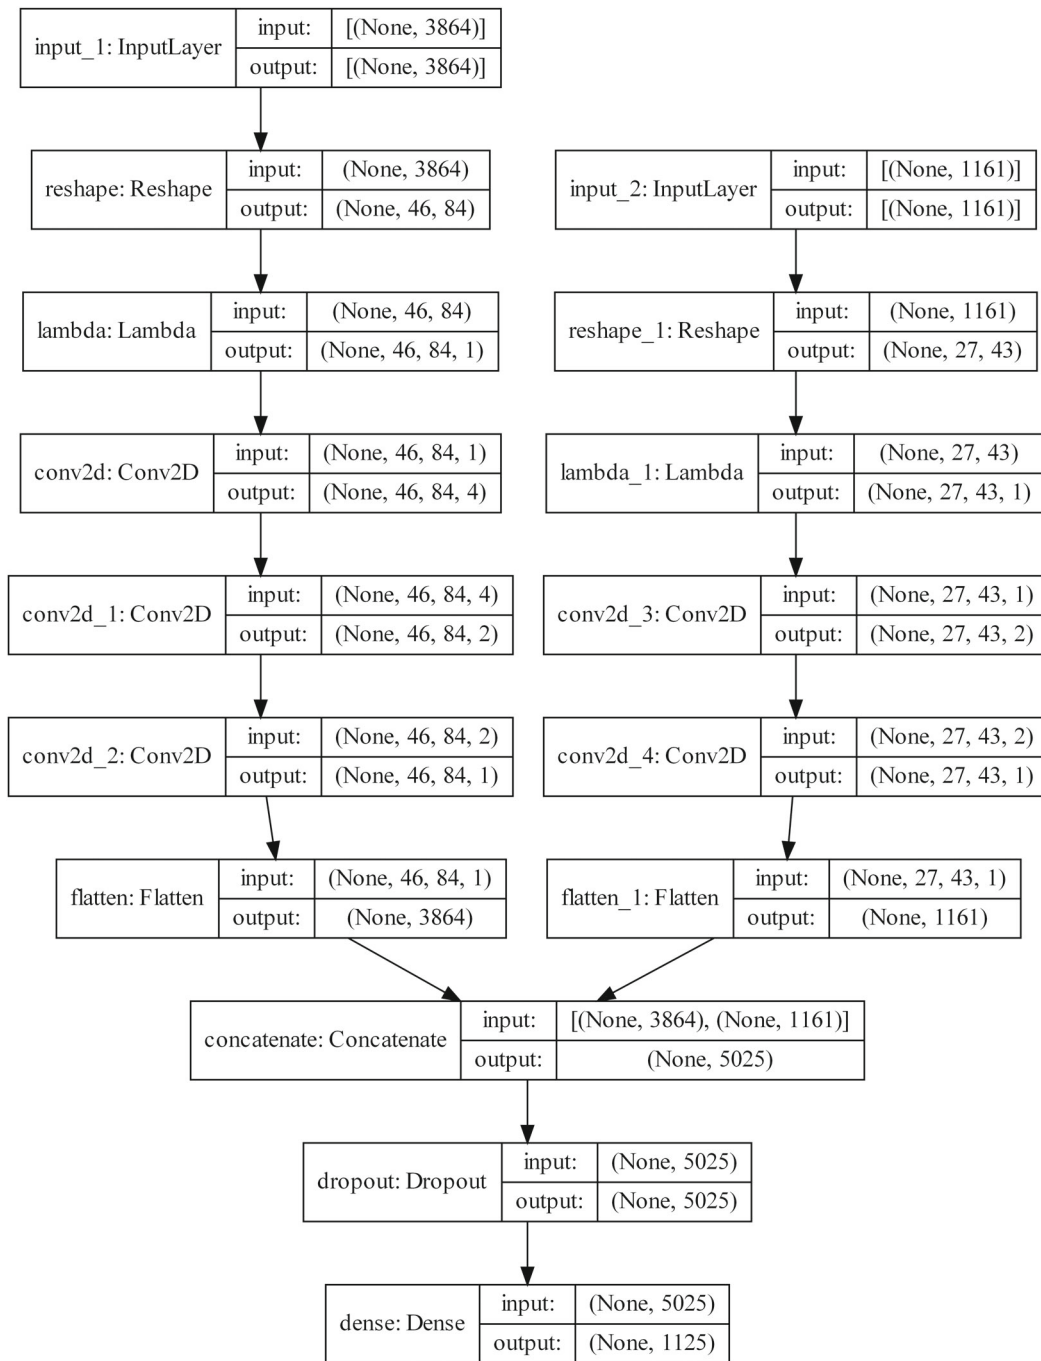 input_1: InputLayer
input:
[(None, 3864)]
output:
[(None, 3864)]
reshape: Reshape
input:
(None, 3864)
output:
(None, 46, 84)
input_2: InputLayer
input:
[(None, 1161)]
output:
[(None, 1161)]
lambda: Lambda
input:
(None, 46, 84)
output:
(None, 46, 84, 1)
reshape_1: Reshape
input:
(None, 1161)
output:
(None, 27, 43)
conv2d: Conv2D
input:
(None, 46, 84, 1)
output:
(None, 46, 84, 4)
lambda_1: Lambda
input:
(None, 27, 43)
output:
(None, 27, 43, 1)
conv2d_1: Conv2D
input:
(None, 46, 84, 4)
output:
(None, 46, 84, 2)
conv2d_3: Conv2D
input:
(None, 27, 43, 1)
output:
(None, 27, 43, 2)
conv2d_2: Conv2D
input:
(None, 46, 84, 2)
output:
(None, 46, 84, 1)
conv2d_4: Conv2D
input:
(None, 27, 43, 2)
output:
(None, 27, 43, 1)
flatten: Flatten
input:
(None, 46, 84, 1)
output:
(None, 3864)
flatten_1: Flatten
input:
(None, 27, 43, 1)
output:
(None, 1161)
concatenate: Concatenate
input:
[(None, 3864), (None, 1161)]
output:
(None, 5025)
dropout: Dropout
input:
(None, 5025)
output:
(None, 5025)
dense: Dense
input:
(None, 5025)
output:
(None, 1125)